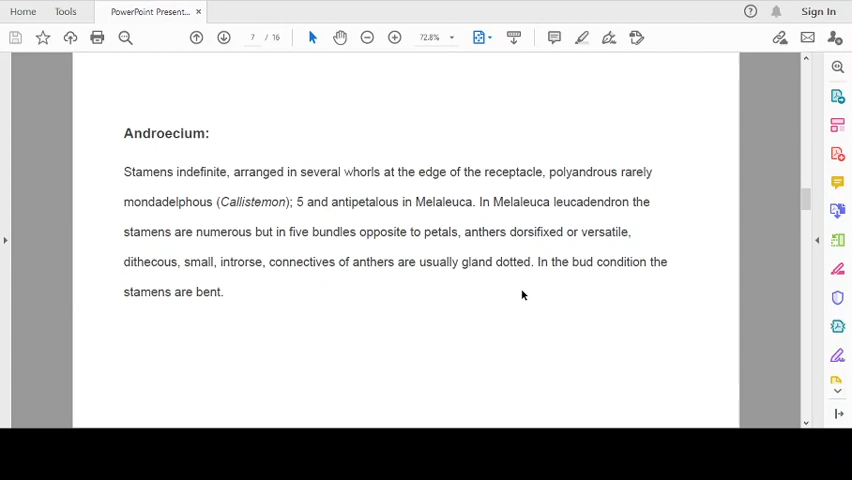 Home Tools PowerPoint Present... × Sign In
7 / 16 72.8%
Androecium:
Stamens indefinite, arranged in several whorls at the edge of the receptacle, polyandrous rarely
mondadelphous (Callistemon); 5 and antipetalous in Melaleuca. In Melaleuca leucadendron the
stamens are numerous but in five bundles opposite to petals, anthers dorsifixed or versatile,
dithecous, small, introrse, connectives of anthers are usually gland dotted. In the bud condition the
stamens are bent.